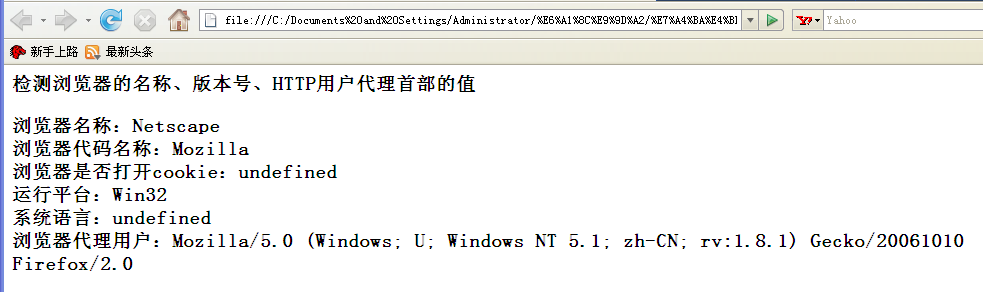 file:///C:/Documents%20and%20Settings/Administrator/%E6%A1%8C%E9%9D%A2/%E7%A4%BA%E4%B
Yahoo
新手上路 最新头条
检测浏览器的名称、版本号、HTTP用户代理首部的值
浏览器名称：Netscape
浏览器代码名称：Mozilla
浏览器是否打开cookie：undefined
运行平台：Win32
系统语言：undefined
浏览器代理用户：Mozilla/5.0 (Windows; U; Windows NT 5.1; zh-CN; rv:1.8.1) Gecko/20061010
Firefox/2.0